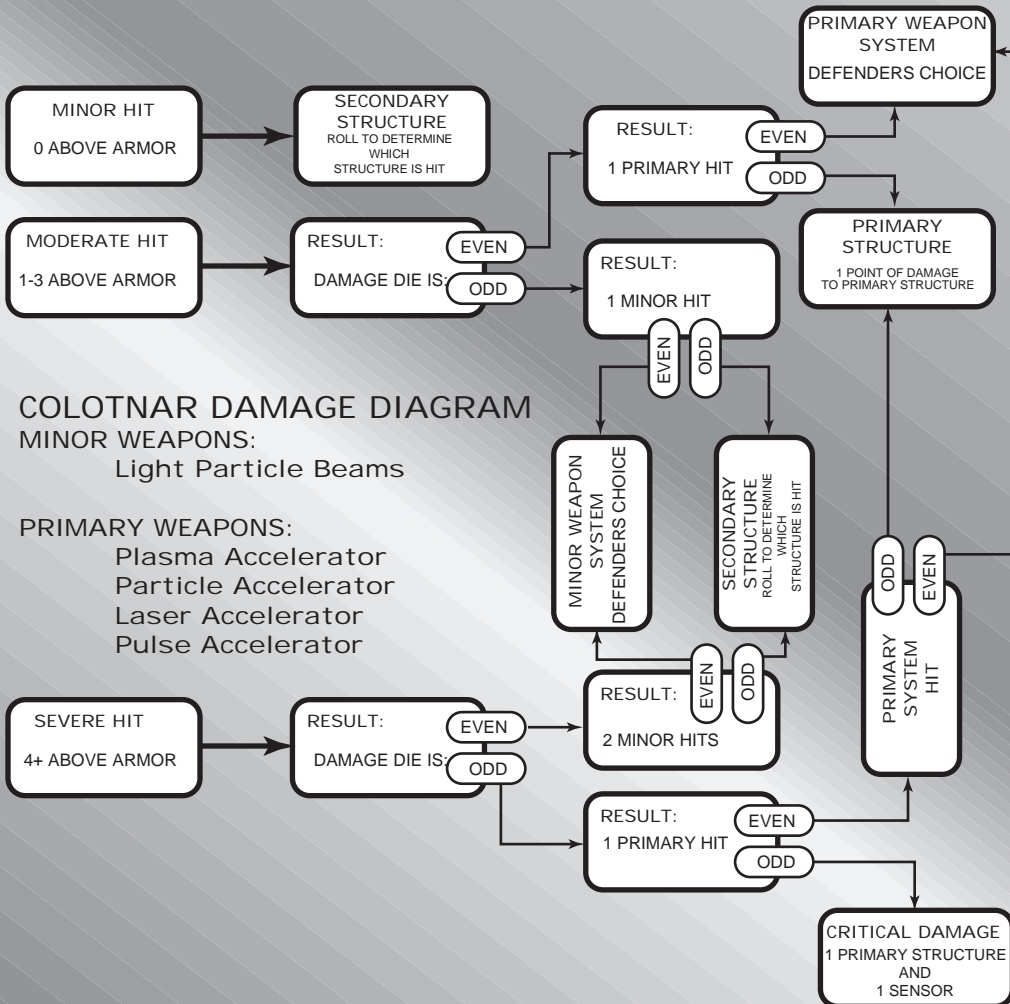 PRIMARY WEAPON
SYSTEM
DEFENDERS CHOICE
MINOR HIT
0 ABOVE ARMOR
SECONDARY
STRUCTURE
ROLL TO DETERMINE
WHICH
STRUCTURE IS HIT
RESULT:
1 PRIMARY HIT
EVEN
ODD
MODERATE HIT
1-3 ABOVE ARMOR
RESULT:
DAMAGE DIE IS:
EVEN
ODD
RESULT:
1 MINOR HIT
EVEN
ODD
PRIMARY
STRUCTURE
1 POINT OF DAMAGE
TO PRIMARY STRUCTURE
COLOTNAR DAMAGE DIAGRAM
MINOR WEAPONS:
Light Particle Beams
PRIMARY WEAPONS:
Plasma Accelerator
Particle Accelerator
Laser Accelerator
Pulse Accelerator
MINOR WEAPON
SYSTEM
DEFENDERS CHOICE
SECONDARY
STRUCTURE
ROLL TO DETERMINE
WHICH
STRUCTURE IS HIT
ODD
EVEN
PRIMARY
SYSTEM
HIT
SEVERE HIT
4+ ABOVE ARMOR
RESULT:
DAMAGE DIE IS:
EVEN
ODD
RESULT:
2 MINOR HITS
EVEN
ODD
RESULT:
1 PRIMARY HIT
EVEN
ODD
CRITICAL DAMAGE
1 PRIMARY STRUCTURE
AND
1 SENSOR